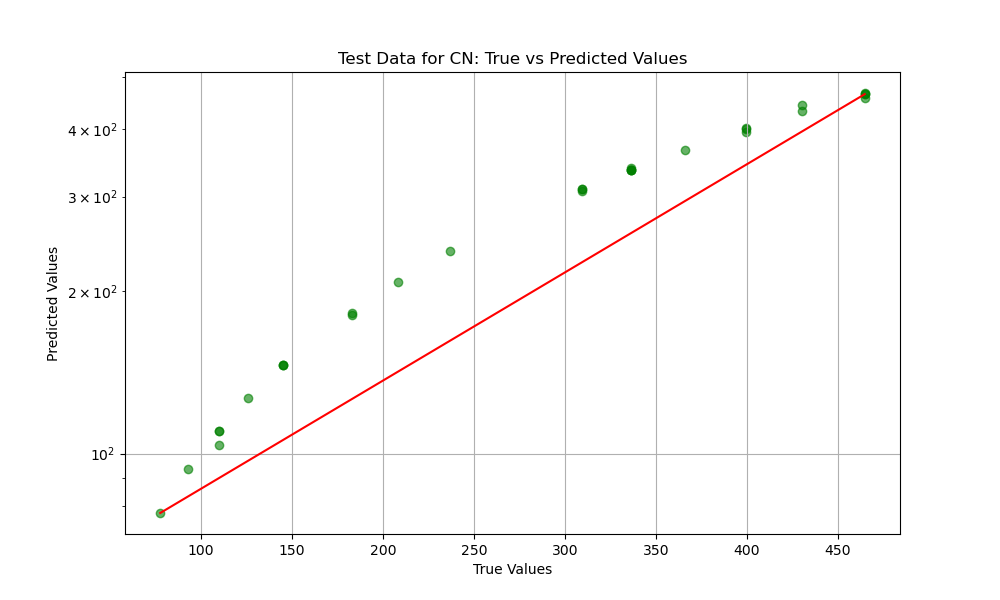 Test Data for CN: True vs Predicted Values
4 × 10²
3 × 10²
2 × 10²
10²
Predicted Values
100 150 200 250 300 350 400 450
True Values